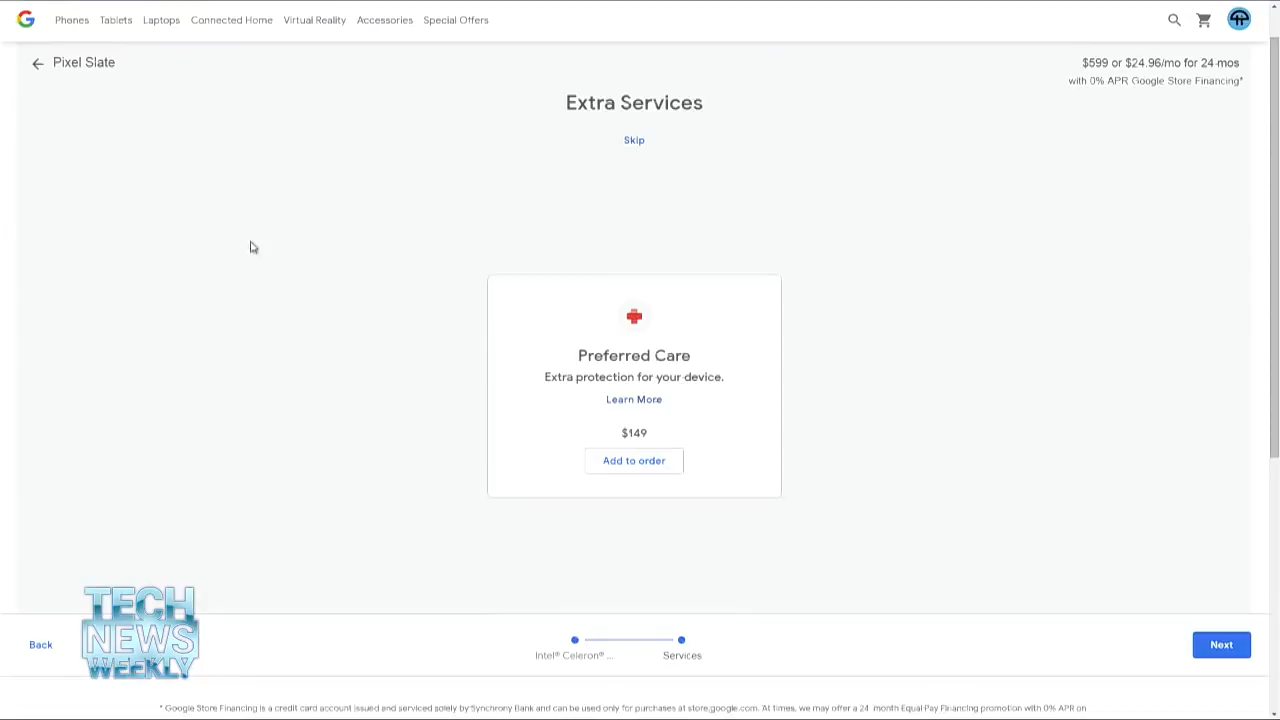 Phones Tablets Laptops Connected Home Virtual Reality Accessories Special Offers
Pixel Slate
$599 or $24.96/mo for 24 mos
with 0% APR Google Store Financing*
Extra Services
Skip
Preferred Care
Extra protection for your device.
Learn More
$149
Add to order
TECH
NEWS
WEEKLY
Back
Intel® Celeron® ...
Services
Next
* Google Store Financing is a credit card account issued and serviced solely by Synchrony Bank and can be used only for purchases at store.google.com. At times, we may offer a 24 month Equal Pay Financing promotion with 0% APR on